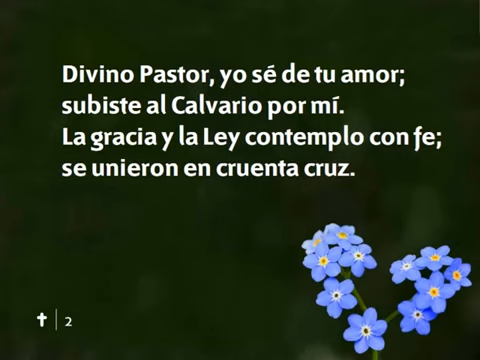 Divino Pastor, yo sé de tu amor;
subiste al Calvario por mí.
La gracia y la Ley contemplo con fe;
se unieron en cruenta cruz.
✝ | 2